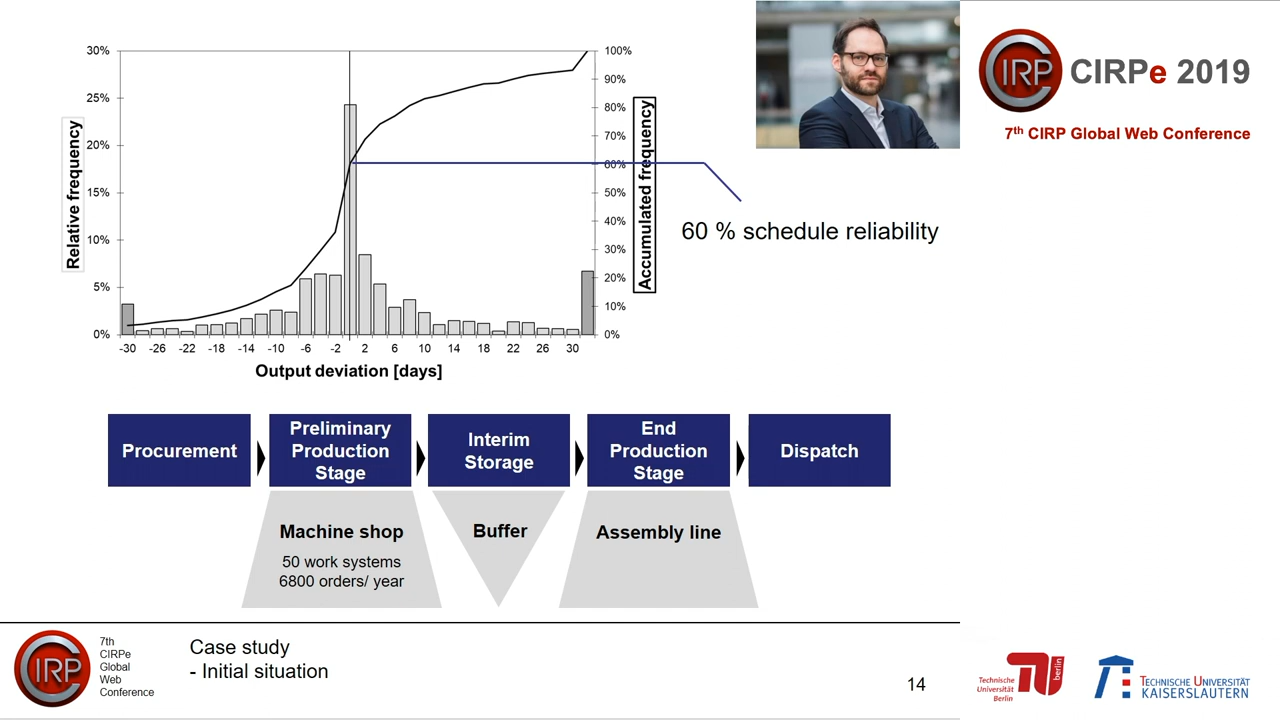 30%
25%
20%
15%
10%
5%
0%
Relative frequency
100%
90%
80%
70%
60%
50%
40%
30%
20%
10%
0%
Accumulated frequency
-30 -26 -22 -18 -14 -10 -6 -2 2 6 10 14 18 22 26 30
Output deviation [days]
60 % schedule reliability
CIRP
CIRPe 2019
7th CIRP Global Web Conference
Procurement
Preliminary
Production
Stage
Interim
Storage
End
Production
Stage
Dispatch
Machine shop
50 work systems
6800 orders/ year
Buffer
Assembly line
CIRP
7th
CIRPe
Global
Web
Conference
Case study
- Initial situation
14
Technische
Universität
Berlin
berlin
TECHNISCHE UNIVERSITÄT
KAISERSLAUTERN